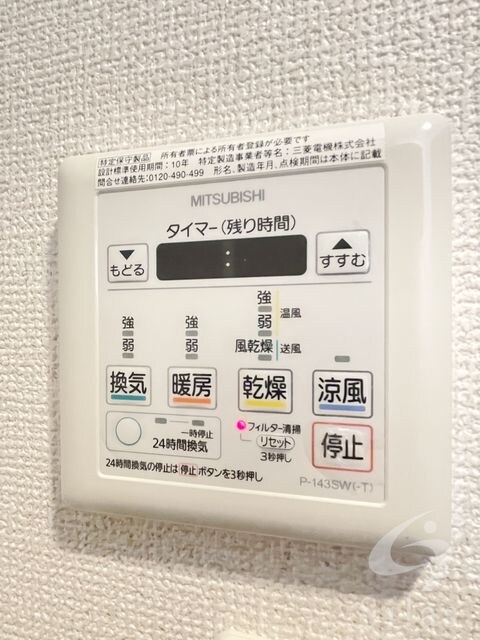 特定保守製品 所有者票による所有者登録が必要です
設計標準使用期間：10年 特定製造事業者等名：三菱電機株式会社
問合せ連絡先：0120-490-499 形名、製造年月、点検期間は本体に記載
MITSUBISHI
タイマー（残り時間）
▼ もどる
：
▲ すすむ
強
弱
強
弱
強
弱
温風
風乾燥
送風
換気
暖房
乾燥
涼風
一時停止
24時間換気
フィルター清掃
リセット
3秒押し
停止
24時間換気の停止は 停止 ボタンを3秒押し
P-143SW(-T)